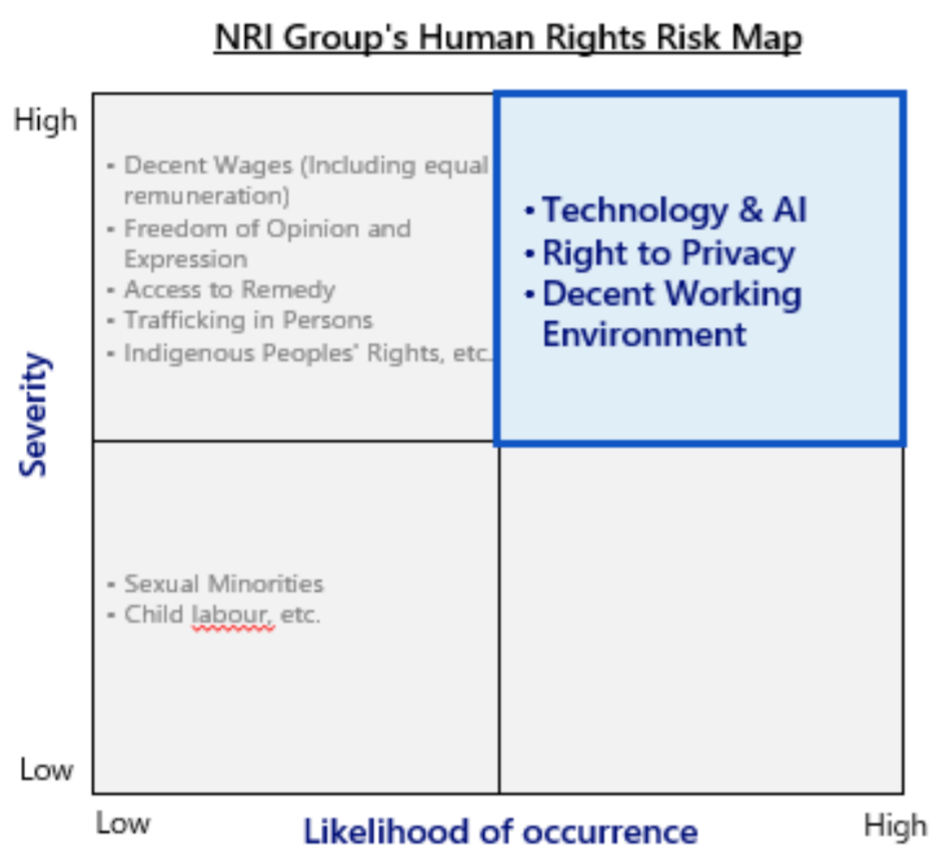 NRI Group's Human Rights Risk Map
High
- Decent Wages (Including equal
remuneration)
- Freedom of Opinion and
Expression
- Access to Remedy
- Trafficking in Persons
- Indigenous Peoples' Rights, etc.
• Technology & AI
• Right to Privacy
• Decent Working
Environment
Severity
- Sexual Minorities
- Child labour, etc.
Low
Low
Likelihood of occurrence
High